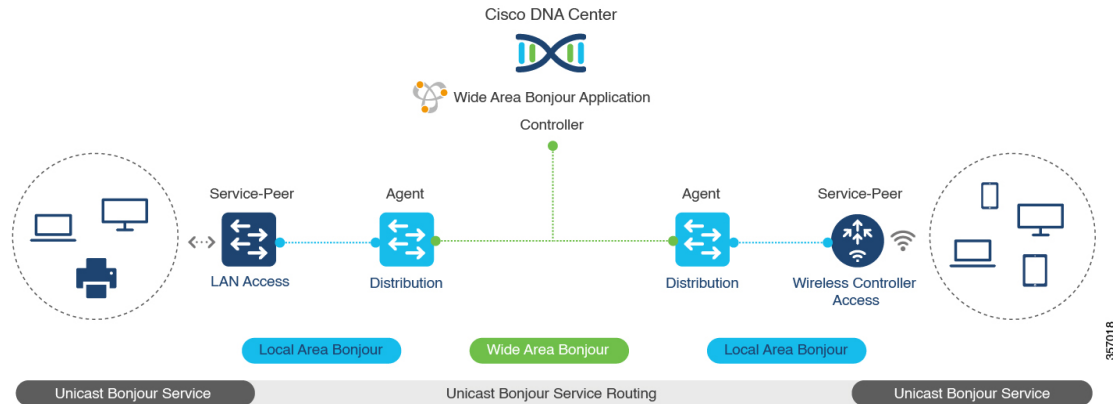 Cisco DNA Center
Wide Area Bonjour Application
Controller
Service-Peer
Agent
Agent
Service-Peer
LAN Access
Distribution
Distribution
Wireless Controller
Access
Local Area Bonjour
Wide Area Bonjour
Local Area Bonjour
Unicast Bonjour Service
Unicast Bonjour Service Routing
Unicast Bonjour Service
357018